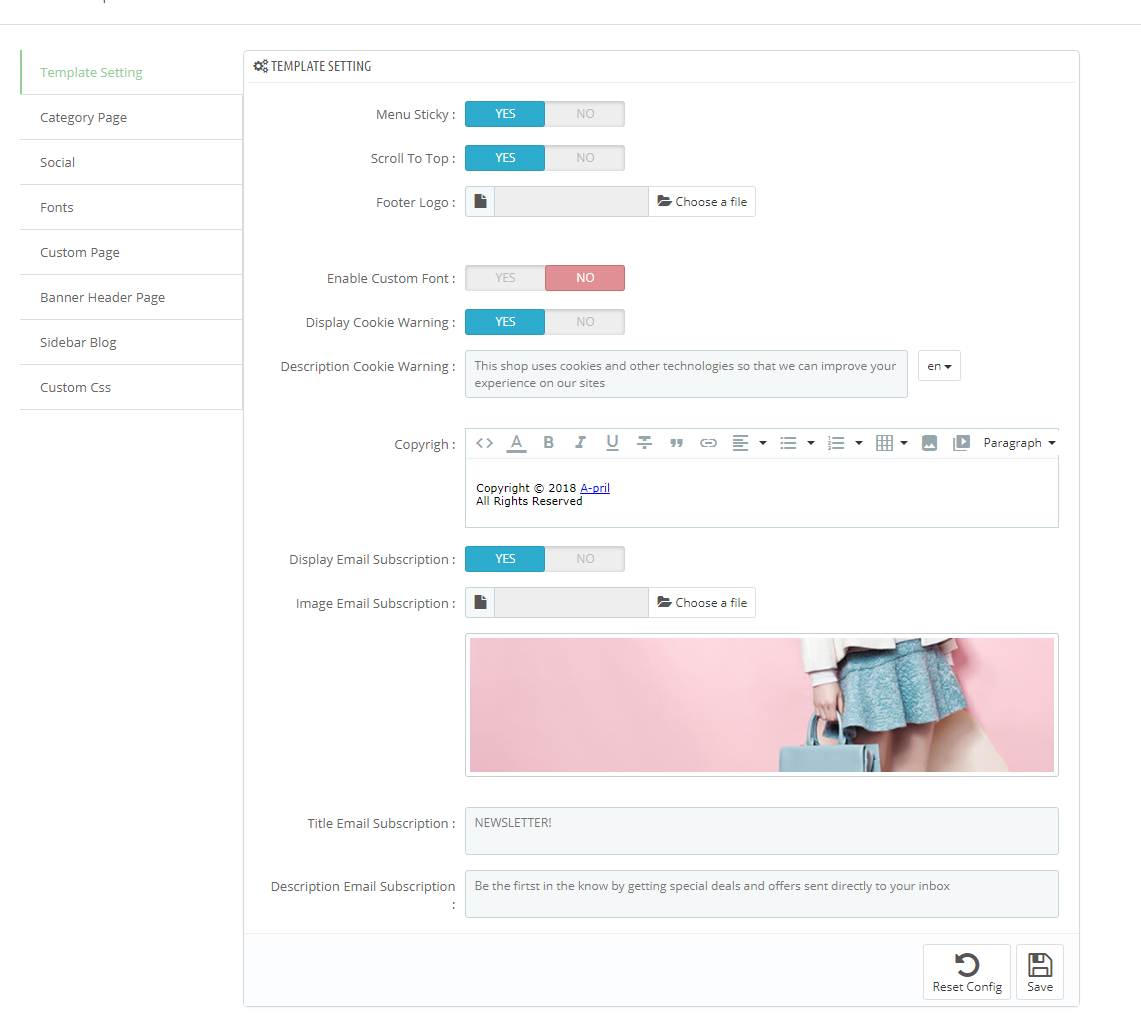 Template Setting
Category Page
Social
Fonts
Custom Page
Banner Header Page
Sidebar Blog
Custom Css
TEMPLATE SETTING
Menu Sticky : YES NO
Scroll To Top : YES NO
Footer Logo : Choose a file
Enable Custom Font : YES NO
Display Cookie Warning : YES NO
Description Cookie Warning : This shop uses cookies and other technologies so that we can improve your en
experience on our sites
Copyrigh : <> A B I U Paragraph
Copyright © 2018 A-pril
All Rights Reserved
Display Email Subscription : YES NO
Image Email Subscription : Choose a file
Title Email Subscription : NEWSLETTER!
Description Email Subscription Be the firtst in the know by getting special deals and offers sent directly to your inbox
:
Reset Config Save